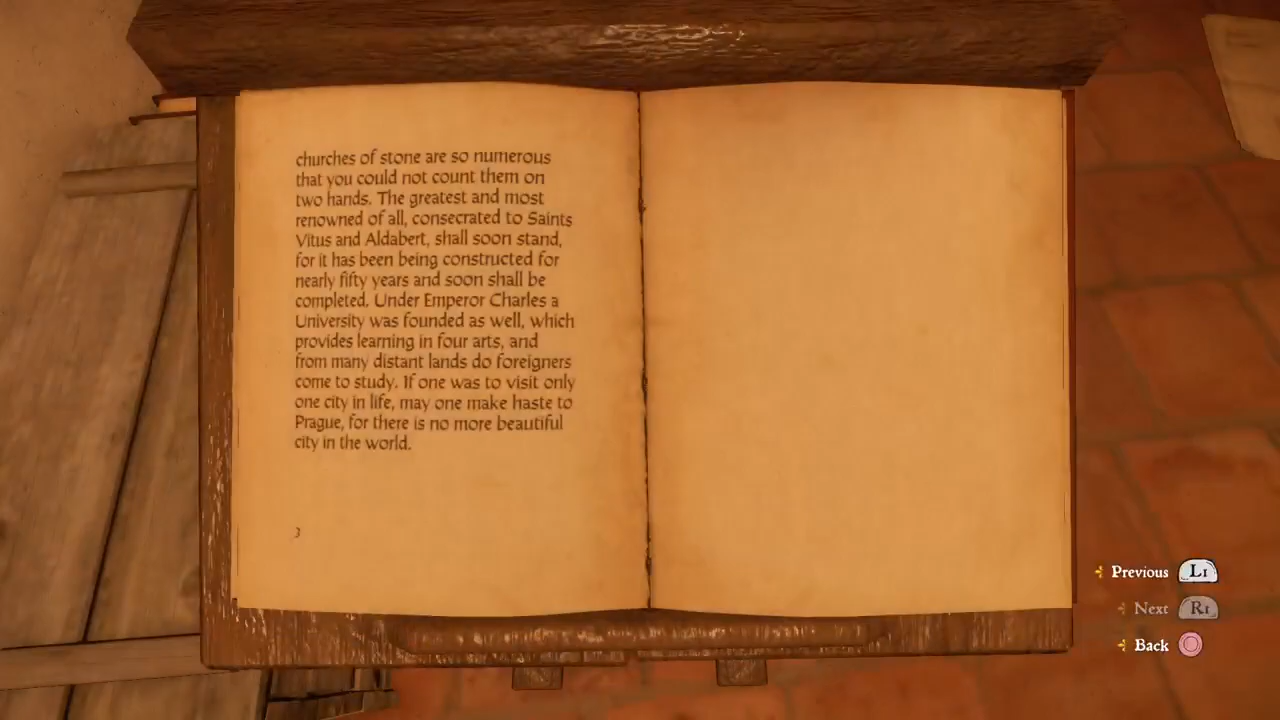 churches of stone are so numerous
that you could not count them on
two hands. The greatest and most
renowned of all, consecrated to Saints
Vitus and Aldabert, shall soon stand,
for it has been being constructed for
nearly fifty years and soon shall be
completed. Under Emperor Charles a
University was founded as well, which
provides learning in four arts, and
from many distant lands do foreigners
come to study. If one was to visit only
one city in life, may one make haste to
Prague, for there is no more beautiful
city in the world.
3
Previous L1
Next R1
Back